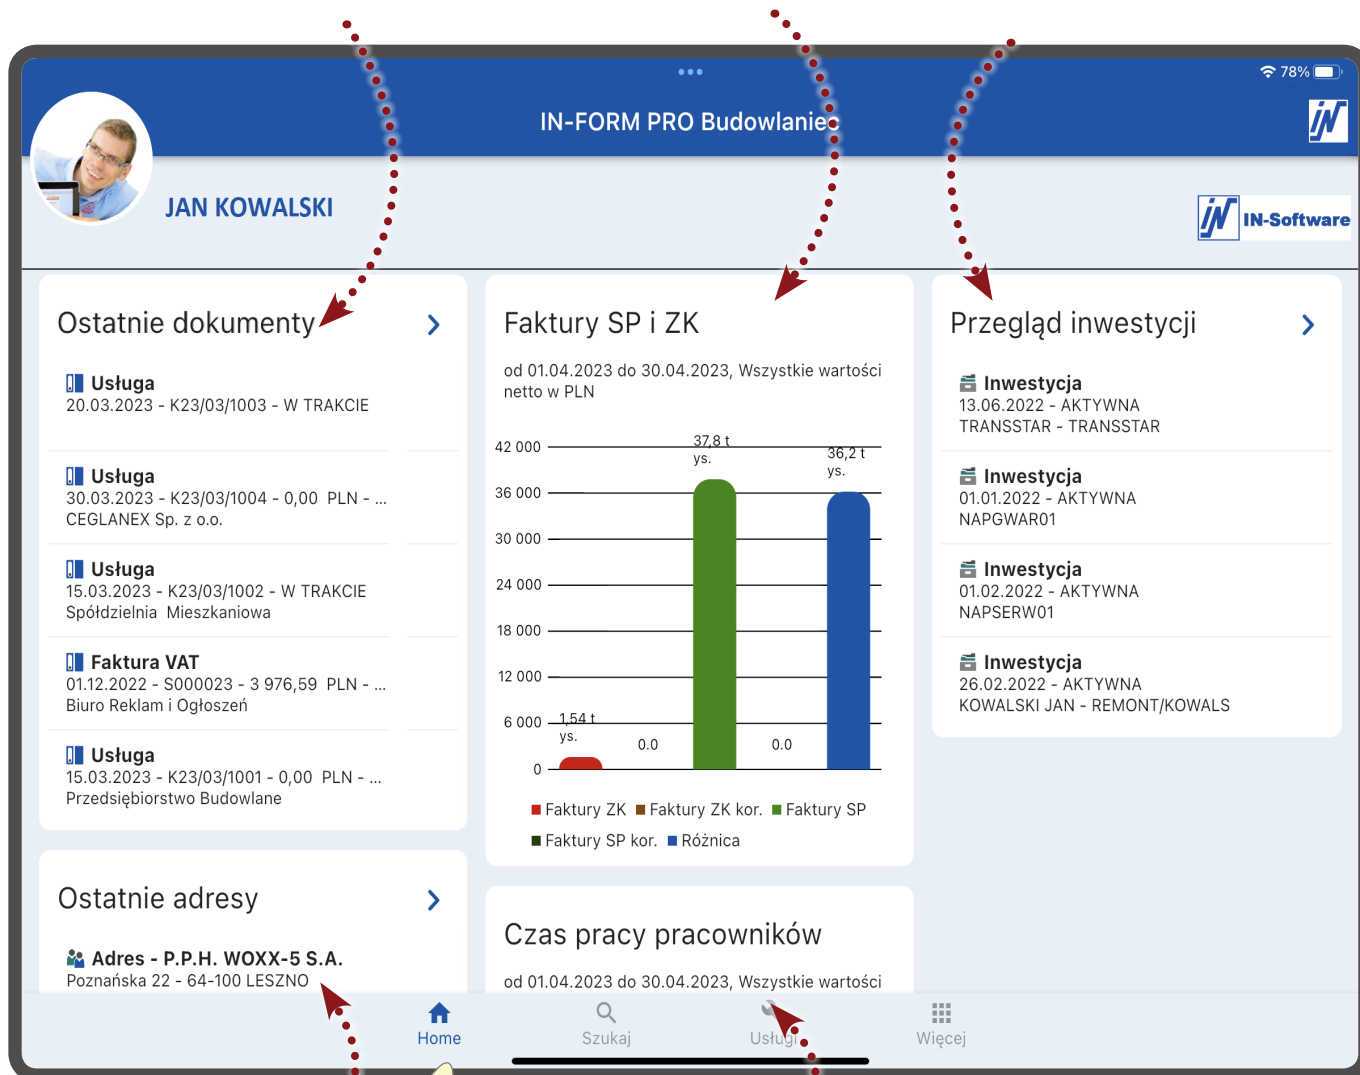 78%
IN-FORM PRO Budowlaniec
iN
JAN KOWALSKI
iN IN-Software
Ostatnie dokumenty
Usługa
20.03.2023 - K23/03/1003 - W TRAKCIE
Usługa
30.03.2023 - K23/03/1004 - 0,00 PLN - ...
CEGLANEX Sp. z o.o.
Usługa
15.03.2023 - K23/03/1002 - W TRAKCIE
Spółdzielnia Mieszkaniowa
Faktura VAT
01.12.2022 - S000023 - 3 976,59 PLN - ...
Biuro Reklam i Ogłoszeń
Usługa
15.03.2023 - K23/03/1001 - 0,00 PLN - ...
Przedsiębiorstwo Budowlane
Ostatnie adresy
Adres - P.P.H. WOXX-5 S.A.
Poznańska 22 - 64-100 LESZNO
Faktury SP i ZK
od 01.04.2023 do 30.04.2023, Wszystkie wartości
netto w PLN
42 000
36 000
30 000
24 000
18 000
12 000
6 000
0
1,54 t
ys.
0.0
37,8 t
ys.
0.0
36,2 t
ys.
Faktury ZK Faktury ZK kor. Faktury SP
Faktury SP kor. Różnica
Czas pracy pracowników
od 01.04.2023 do 30.04.2023, Wszystkie wartości
Przegląd inwestycji
Inwestycja
13.06.2022 - AKTYWNA
TRANSSTAR - TRANSSTAR
Inwestycja
01.01.2022 - AKTYWNA
NAPGWAR01
Inwestycja
01.02.2022 - AKTYWNA
NAPSERW01
Inwestycja
26.02.2022 - AKTYWNA
KOWALSKI JAN - REMONT/KOWALS
Home
Szukaj
Usługi
Więcej